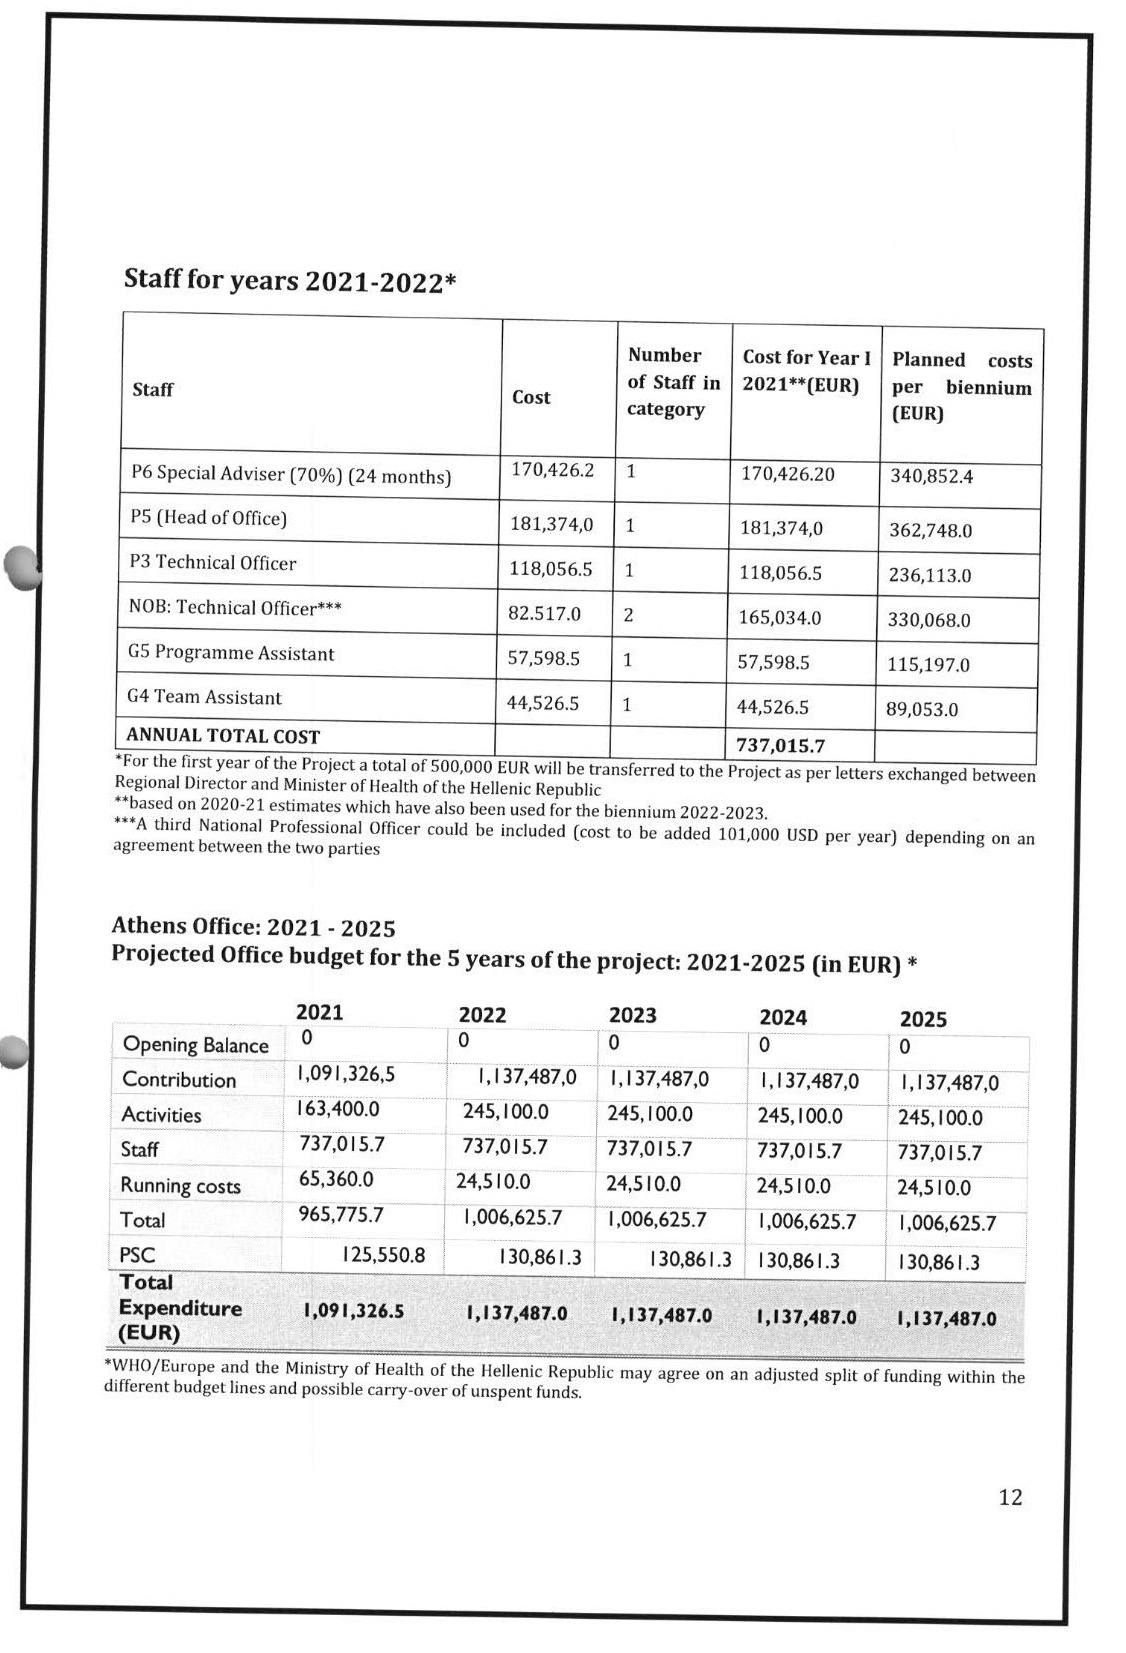 Staff for years 2021-2022*
Staff Cost Number of Staff in category Cost for Year I 2021**(EUR) Planned costs per biennium (EUR)
P6 Special Adviser (70%) (24 months) 170,426.2 1 170,426.20 340,852.4
P5 (Head of Office) 181,374,0 1 181,374,0 362,748.0
P3 Technical Officer 118,056.5 1 118,056.5 236,113.0
NOB: Technical Officer*** 82.517.0 2 165,034.0 330,068.0
G5 Programme Assistant 57,598.5 1 57,598.5 115,197.0
G4 Team Assistant 44,526.5 1 44,526.5 89,053.0
ANNUAL TOTAL COST 737,015.7
*For the first year of the Project a total of 500,000 EUR will be transferred to the Project as per letters exchanged between
Regional Director and Minister of Health of the Hellenic Republic
**based on 2020-21 estimates which have also been used for the biennium 2022-2023.
***A third National Professional Officer could be included (cost to be added 101,000 USD per year) depending on an
agreement between the two parties
Athens Office: 2021 - 2025
Projected Office budget for the 5 years of the project: 2021-2025 (in EUR) *
2021 2022 2023 2024 2025
Opening Balance 0 0 0 0 0
Contribution 1,091,326,5 1,137,487,0 1,137,487,0 1,137,487,0 1,137,487,0
Activities 163,400.0 245,100.0 245,100.0 245,100.0 245,100.0
Staff 737,015.7 737,015.7 737,015.7 737,015.7 737,015.7
Running costs 65,360.0 24,510.0 24,510.0 24,510.0 24,510.0
Total 965,775.7 1,006,625.7 1,006,625.7 1,006,625.7 1,006,625.7
PSC 125,550.8 130,861.3 130,861.3 130,861.3 130,861.3
Total Expenditure (EUR) 1,091,326.5 1,137,487.0 1,137,487.0 1,137,487.0 1,137,487.0
*WHO/Europe and the Ministry of Health of the Hellenic Republic may agree on an adjusted split of funding within the
different budget lines and possible carry-over of unspent funds.
12